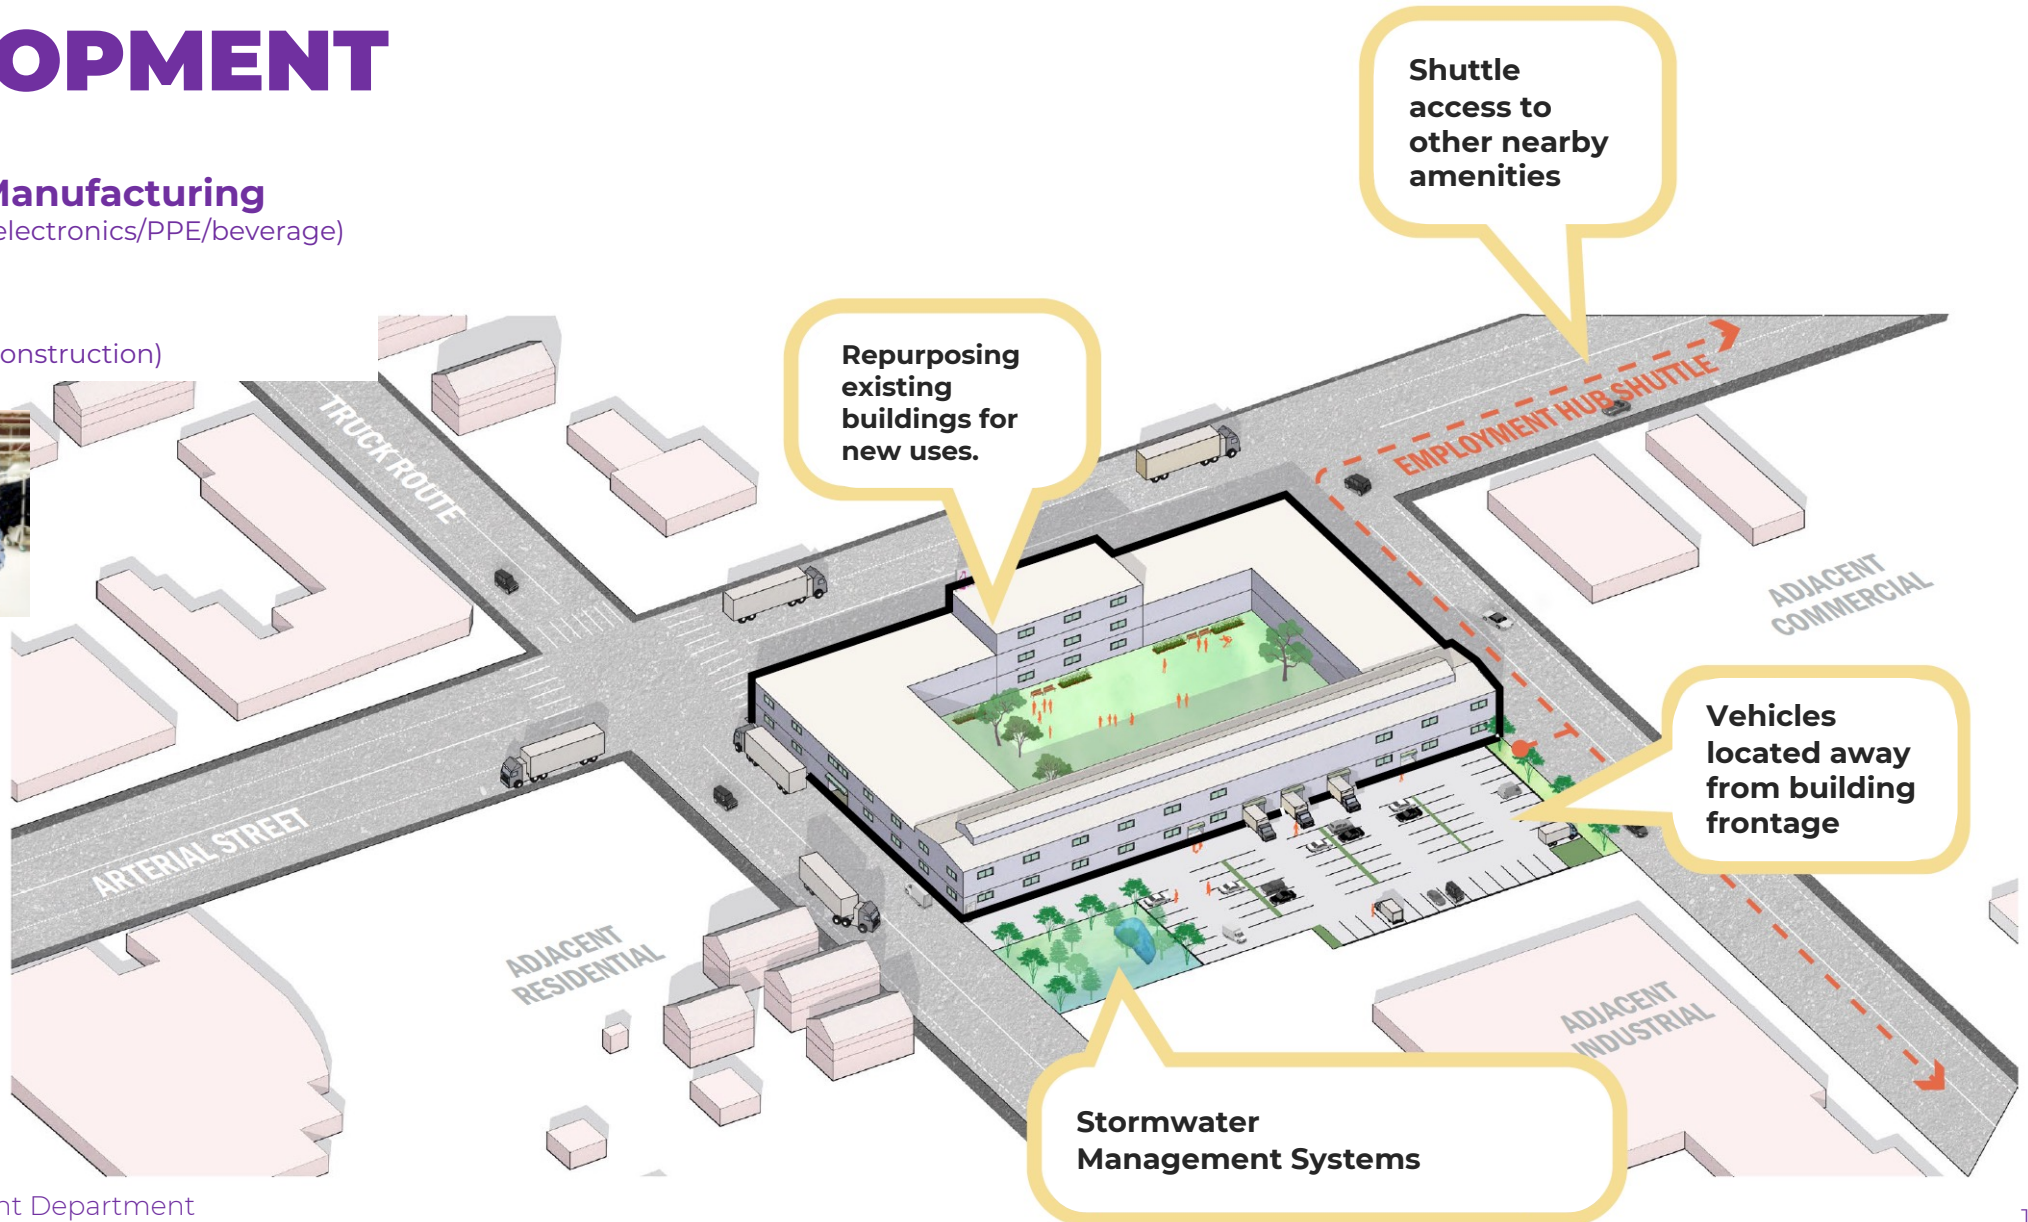 OPMENT
Manufacturing
electronics/PPE/beverage)
onstruction)
Shuttle
access to
other nearby
amenities
Repurposing
existing
buildings for
new uses.
TRUCK ROUTE
EMPLOYMENT HUB SHUTTLE
ADJACENT
COMMERCIAL
Vehicles
located away
from building
frontage
ARTERIAL STREET
ADJACENT
RESIDENTIAL
ADJACENT
INDUSTRIAL
Stormwater
Management Systems
nt Department
1